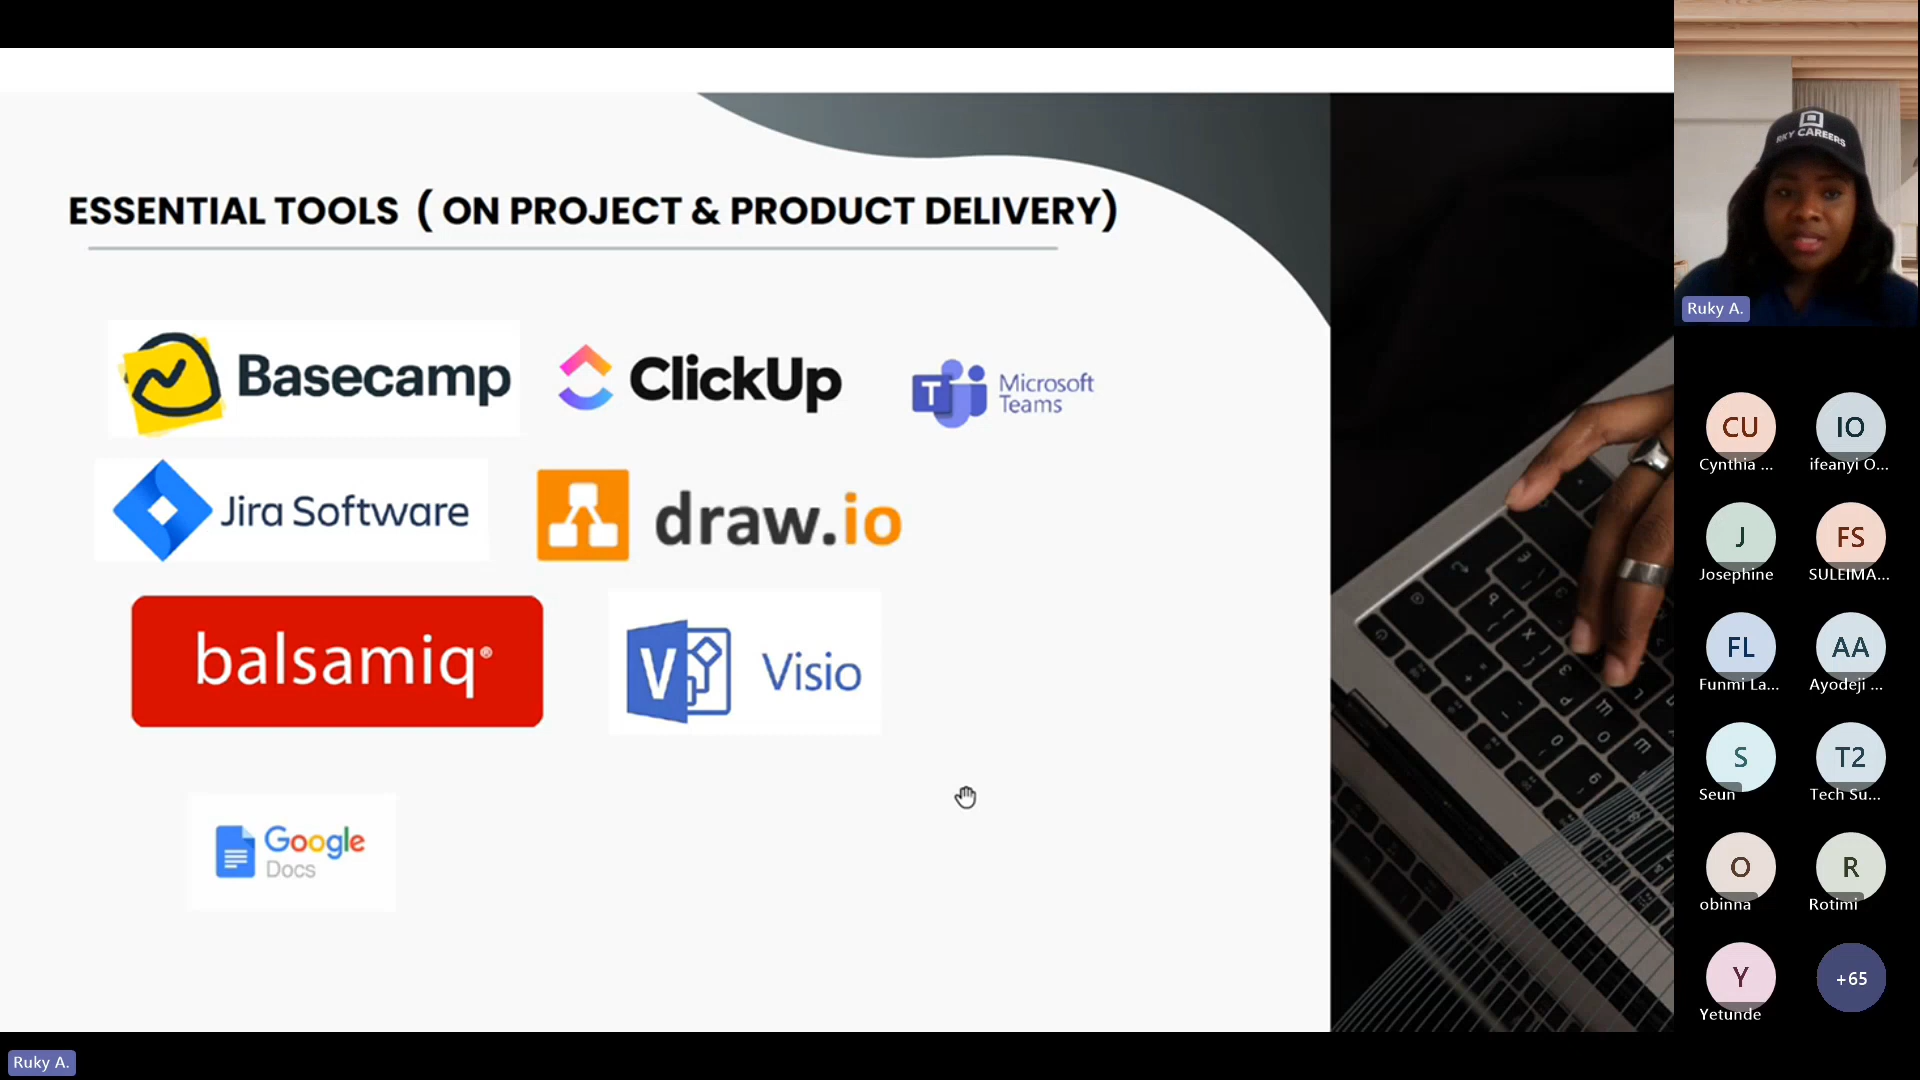 ESSENTIAL TOOLS ( ON PROJECT & PRODUCT DELIVERY)
Basecamp
ClickUp
T
Microsoft
Teams
Jira Software
draw.io
balsamiq®
V
Visio
Google
Docs
RKY CAREERS
Ruky A.
CU
Cynthia ...
IO
ifeanyi O...
J
Josephine
FS
SULEIMA...
FL
Funmi La...
AA
Ayodeji ...
S
Seun
T2
Tech Su...
O
obinna
R
Rotimi
Y
Yetunde
+65
Ruky A.